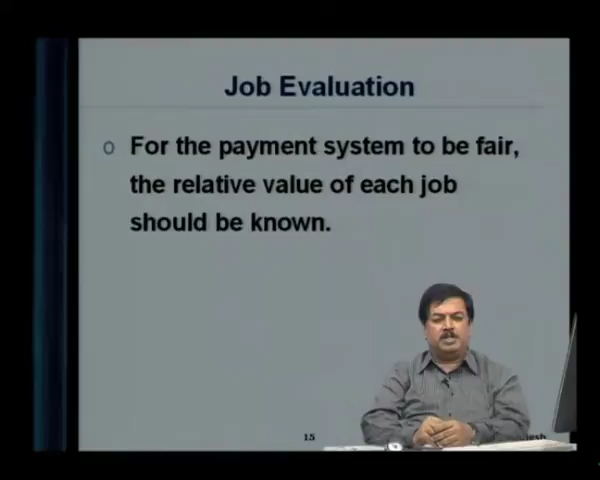 Job Evaluation
o For the payment system to be fair,
the relative value of each job
should be known.
15